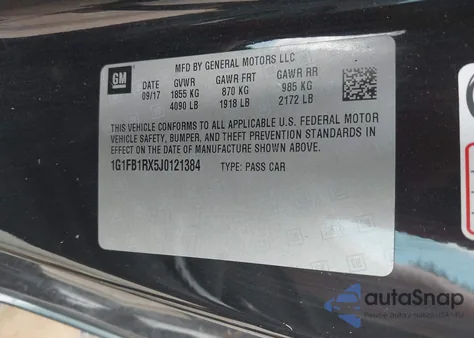 MFD BY GENERAL MOTORS LLC
GM
DATE GVWR GAWR FRT GAWR RR
09/17 1855 KG 870 KG 985 KG
4090 LB 1918 LB 2172 LB
THIS VEHICLE CONFORMS TO ALL APPLICABLE U.S. FEDERAL MOTOR
VEHICLE SAFETY, BUMPER, AND THEFT PREVENTION STANDARDS IN
EFFECT ON THE DATE OF MANUFACTURE SHOWN ABOVE.
1G1FB1RX5J0121384 TYPE: PASS CAR
autoSnap